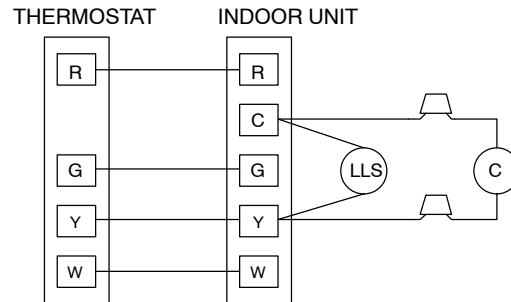 THERMOSTAT INDOOR UNIT
R R
C
G G LLS C
Y Y
W W